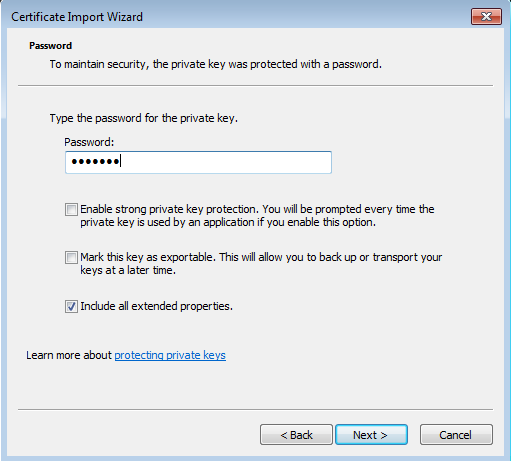 Certificate Import Wizard
Password
To maintain security, the private key was protected with a password.
Type the password for the private key.
Password:
•••••••
Enable strong private key protection. You will be prompted every time the
private key is used by an application if you enable this option.
Mark this key as exportable. This will allow you to back up or transport your
keys at a later time.
Include all extended properties.
Learn more about protecting private keys
< Back Next > Cancel